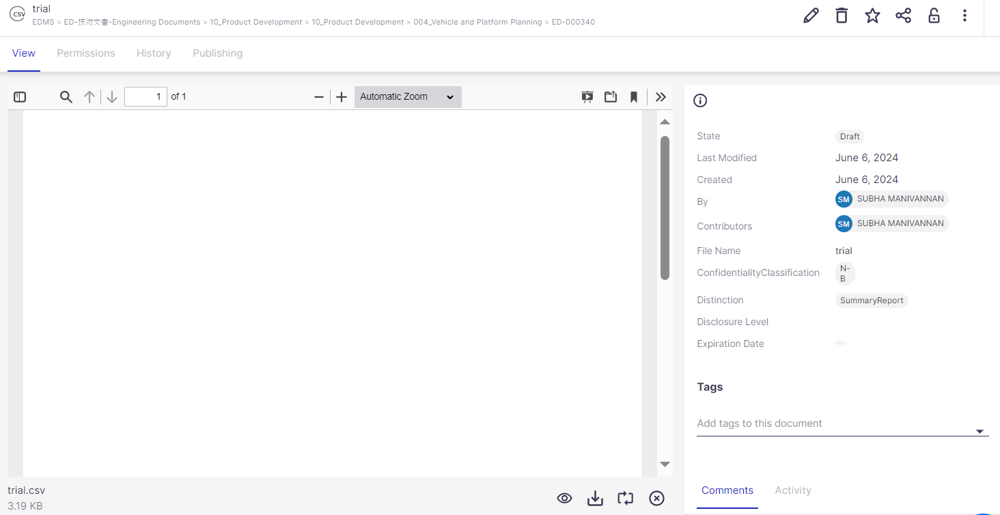 CSV
trial
EDMS > ED-技術文書-Engineering Documents > 10_Product Development > 10_Product Development > 004_Vehicle and Platform Planning > ED-000340
View Permissions History Publishing
1 of 1
Automatic Zoom
State Draft
Last Modified June 6, 2024
Created June 6, 2024
By SM SUBHA MANIVANNAN
Contributors SM SUBHA MANIVANNAN
File Name trial
ConfidentialityClassification N-
B
Distinction SummaryReport
Disclosure Level
Expiration Date
Tags
Add tags to this document
Comments Activity
trial.csv
3.19 KB